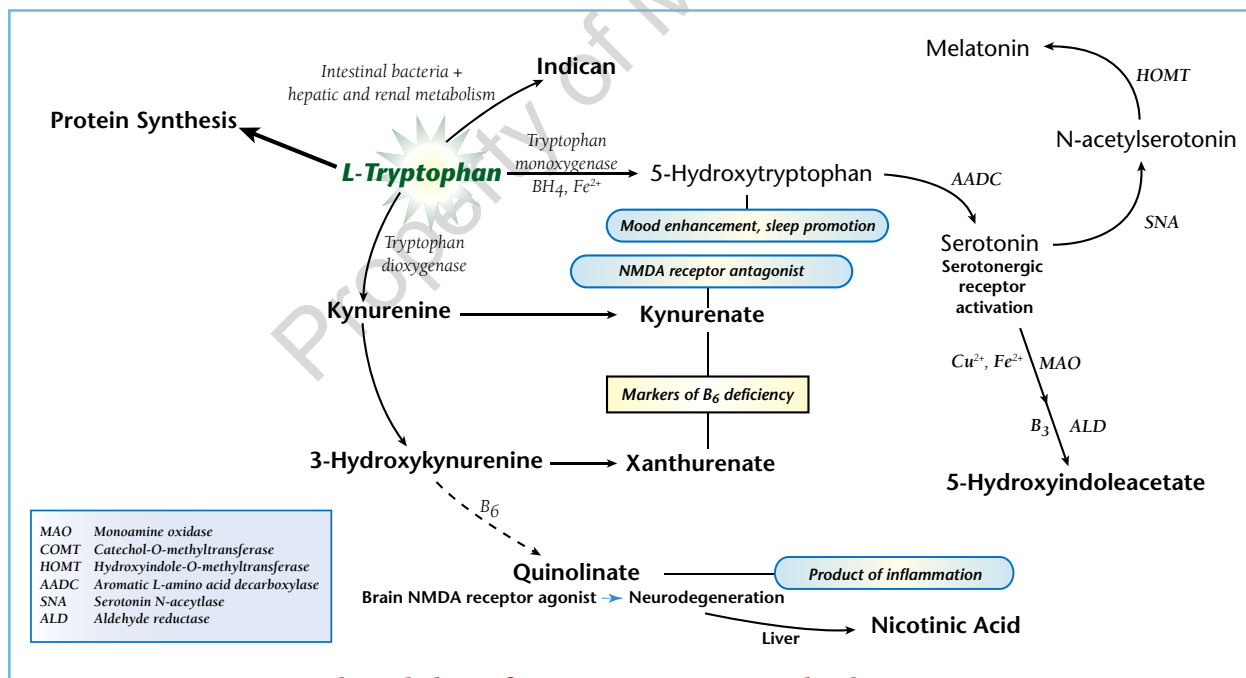 Property of M
Melatonin
HOMT
Intestinal bacteria +
hepatic and renal metabolism
Indican
Protein Synthesis
N-acetylserotonin
L-Tryptophan
Tryptophan
monoxygenase
BH4, Fe2+
5-Hydroxytryptophan
AADC
SNA
Mood enhancement, sleep promotion
Serotonin
Serotonergic
receptor
activation
Tryptophan
dioxygenase
NMDA receptor antagonist
Kynurenine
Kynurenate
Cu2+, Fe2+ MAO
Markers of B6 deficiency
B3 ALD
3-Hydroxykynurenine
Xanthurenate
5-Hydroxyindoleacetate
B6
MAO Monoamine oxidase
COMT Catechol-O-methyltransferase
HOMT Hydroxyindole-O-methyltransferase
AADC Aromatic L-amino acid decarboxylase
SNA Serotonin N-aceytlase
ALD Aldehyde reductase
Quinolinate
Product of inflammation
Brain NMDA receptor agonist → Neurodegeneration
Liver
Nicotinic Acid